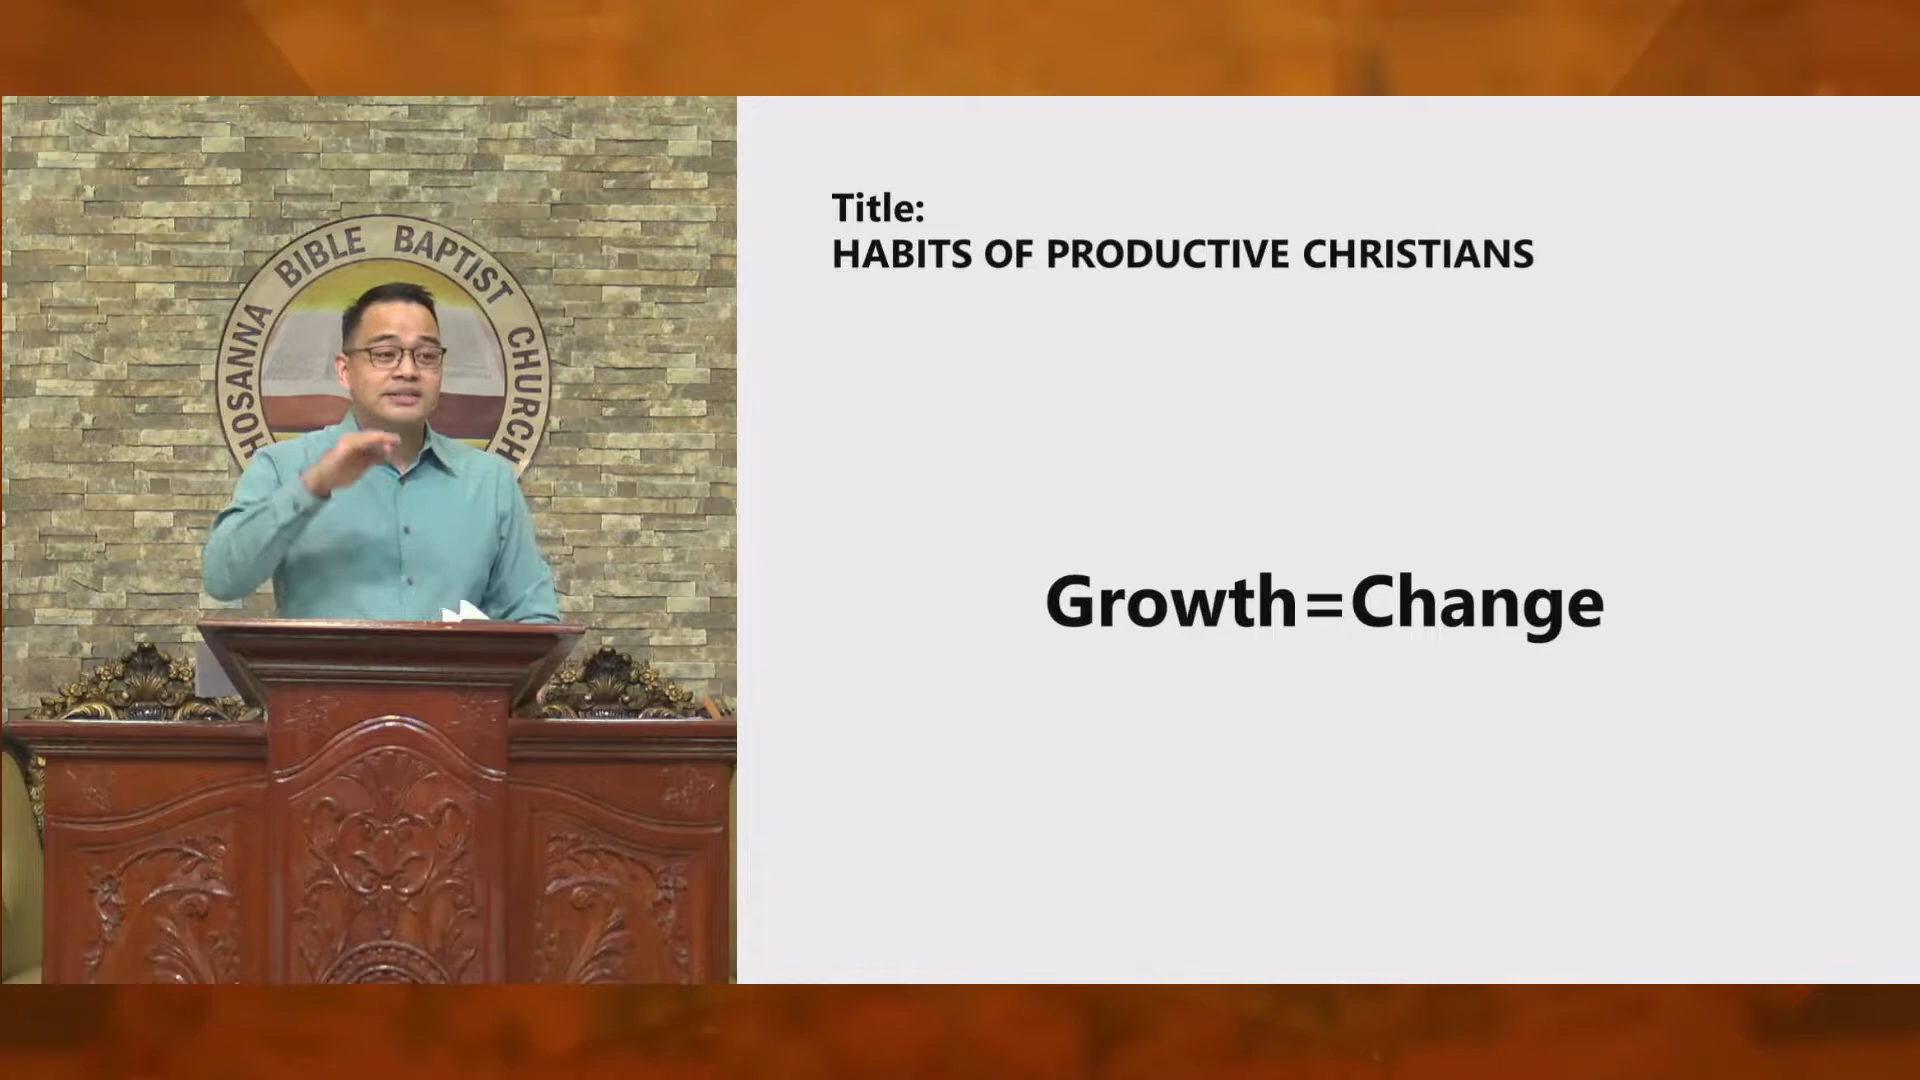 HOSANNA BIBLE BAPTIST CHURCH
Title:
HABITS OF PRODUCTIVE CHRISTIANS
Growth=Change